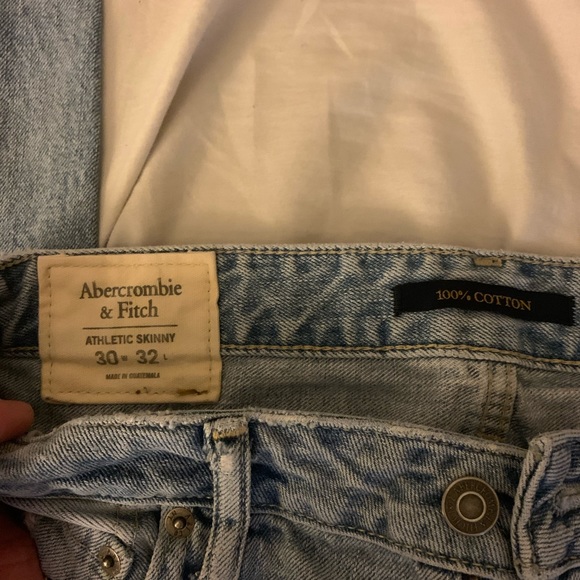 Abercrombie
& Fitch
ATHLETIC SKINNY
30 W 32 L
MADE IN GUATEMALA
100% COTTON